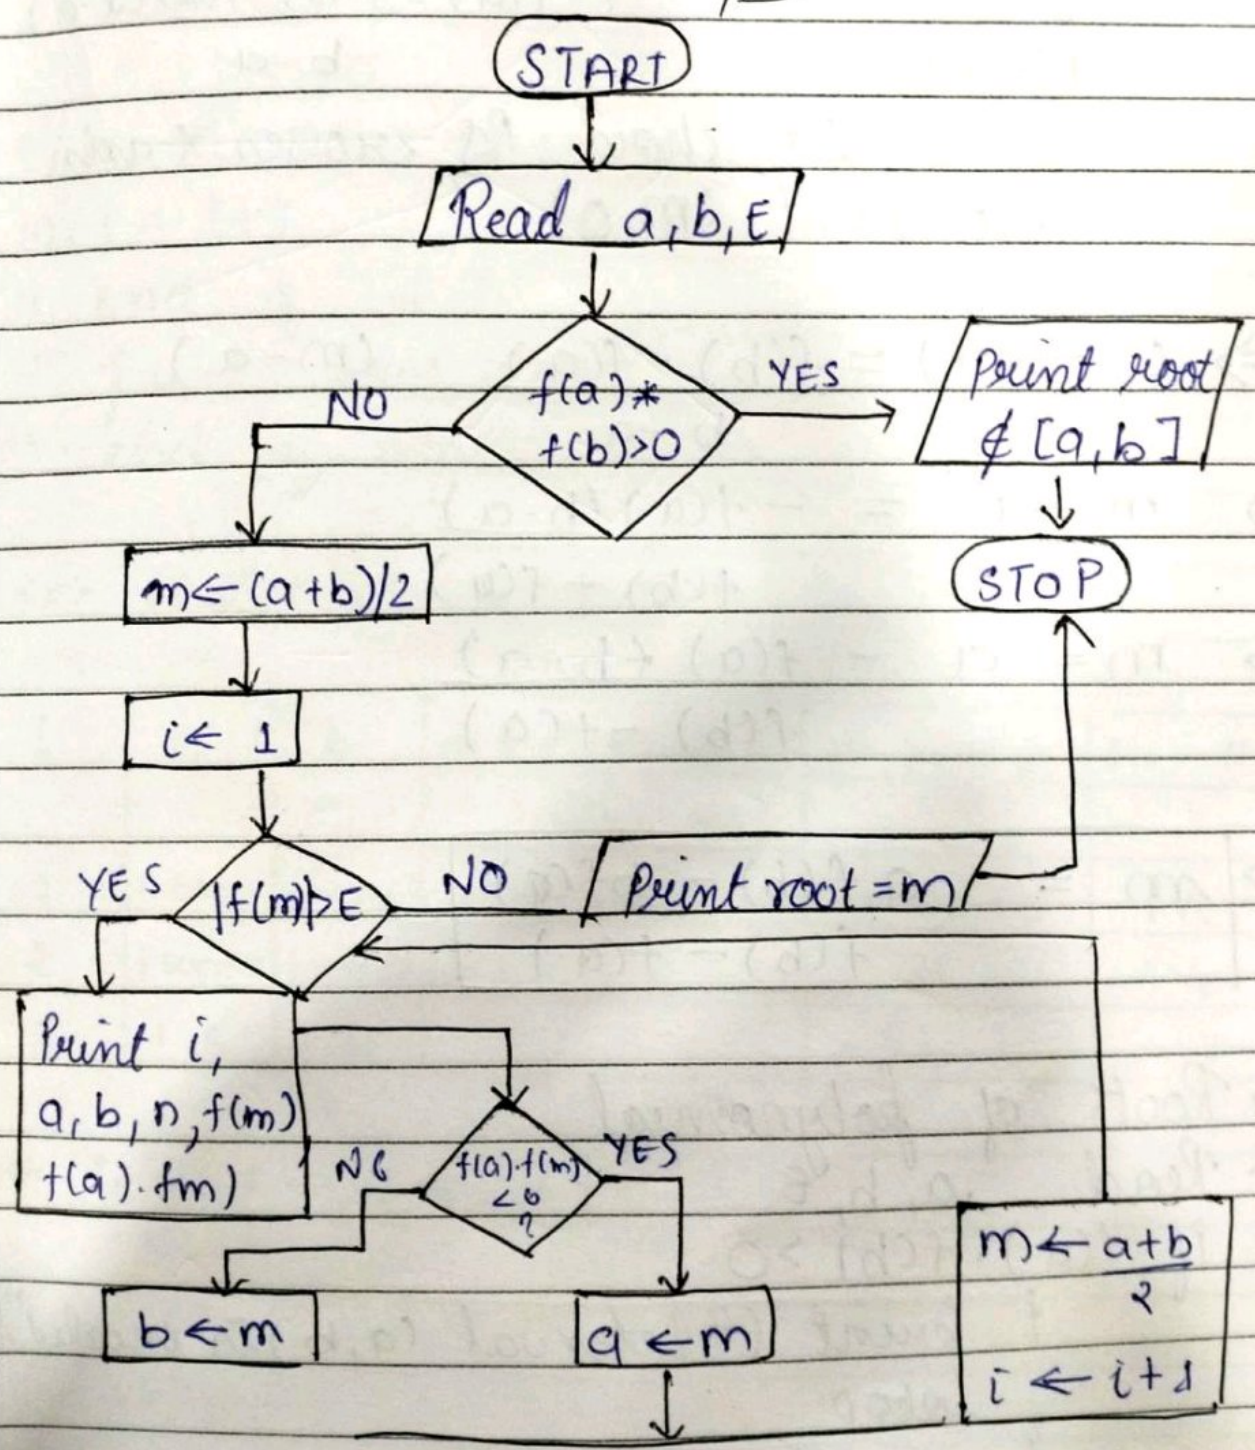 START
Read a, b, E
f(a) *
f(b)>0
YES
NO
Print root
∉ [a, b]
STOP
m ← (a+b)/2
i ← 1
YES
|f(m)|>E
NO
Print root = m
Print i,
a, b, n, f(m)
f(a). fm)
f(a).f(m)
<0
?
NO
YES
b ← m
a ← m
m ← a+b
2
i ← i+1